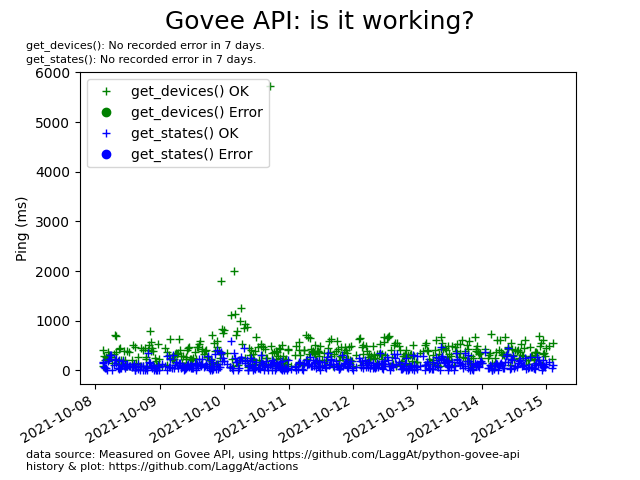 Govee API: is it working?
get_devices(): No recorded error in 7 days.
get_states(): No recorded error in 7 days.
6000
5000
4000
3000
2000
1000
0
Ping (ms)
get_devices() OK
get_devices() Error
get_states() OK
get_states() Error
2021-10-08
2021-10-09
2021-10-10
2021-10-11
2021-10-12
2021-10-13
2021-10-14
2021-10-15
data source: Measured on Govee API, using https://github.com/LaggAt/python-govee-api
history & plot: https://github.com/LaggAt/actions